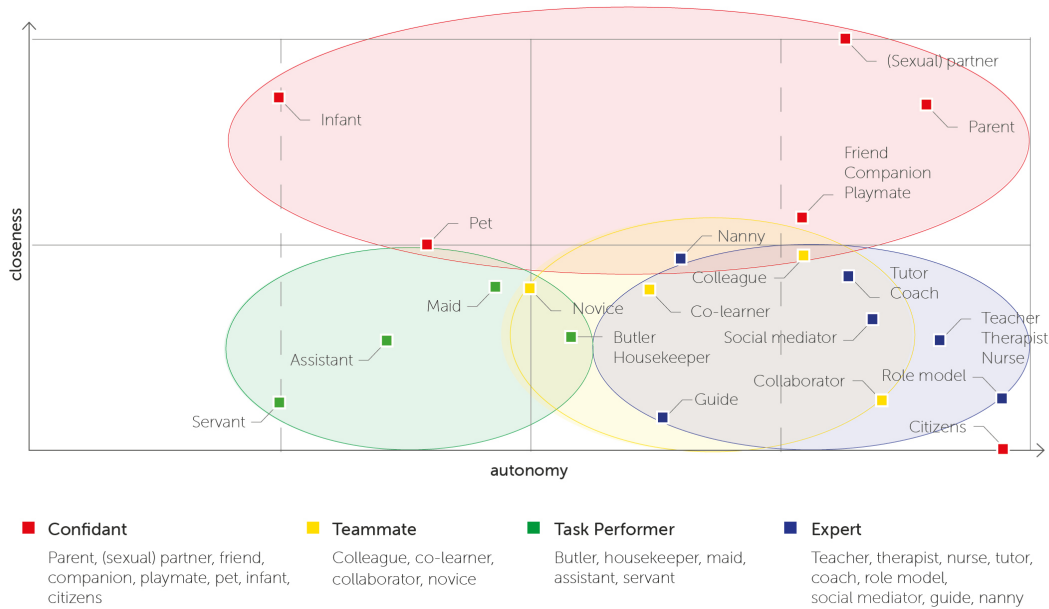 (Sexual) partner
Infant
Parent
Friend
Companion
Playmate
closeness
Pet
Nanny
Colleague
Tutor
Coach
Maid
Novice
Co-learner
Butler
Housekeeper
Social mediator
Teacher
Therapist
Nurse
Assistant
Collaborator
Role model
Servant
Guide
Citizens
autonomy
Confidant
Parent, (sexual) partner, friend,
companion, playmate, pet, infant,
citizens
Teammate
Colleague, co-learner,
collaborator, novice
Task Performer
Butler, housekeeper, maid,
assistant, servant
Expert
Teacher, therapist, nurse, tutor,
coach, role model,
social mediator, guide, nanny